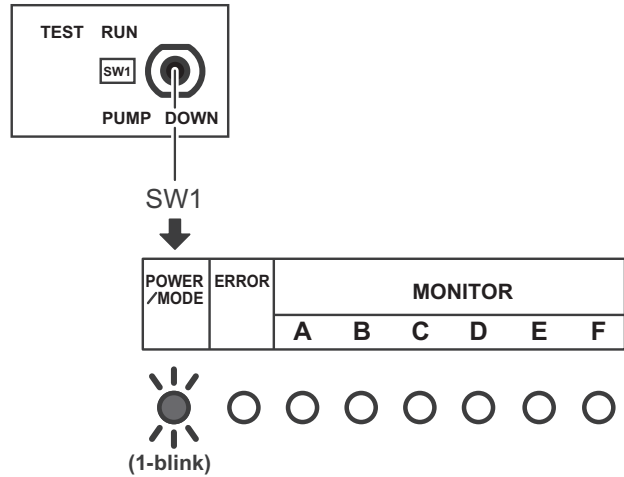 TEST RUN
SW1
PUMP DOWN
SW1
POWER
/MODE
ERROR
MONITOR
A B C D E F
(1-blink)